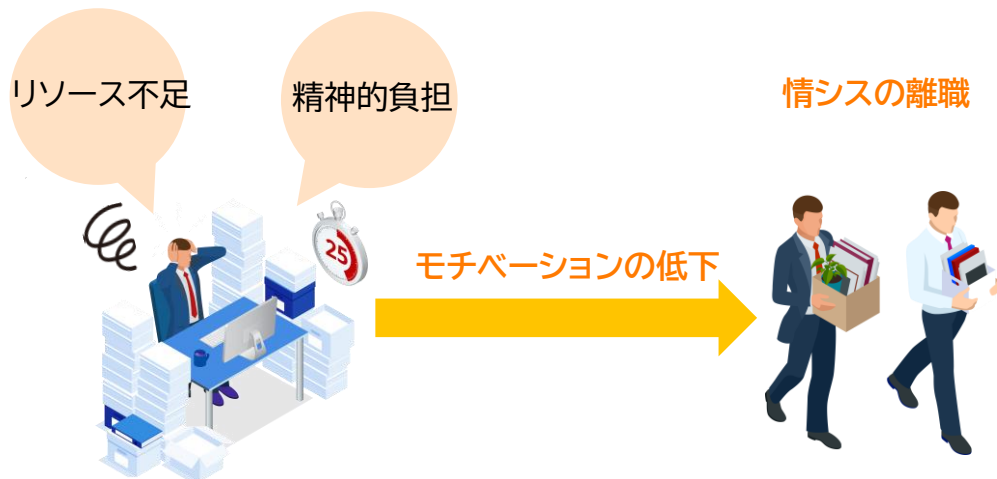 リソース不足
精神的負担
情シスの離職
25
モチベーションの低下